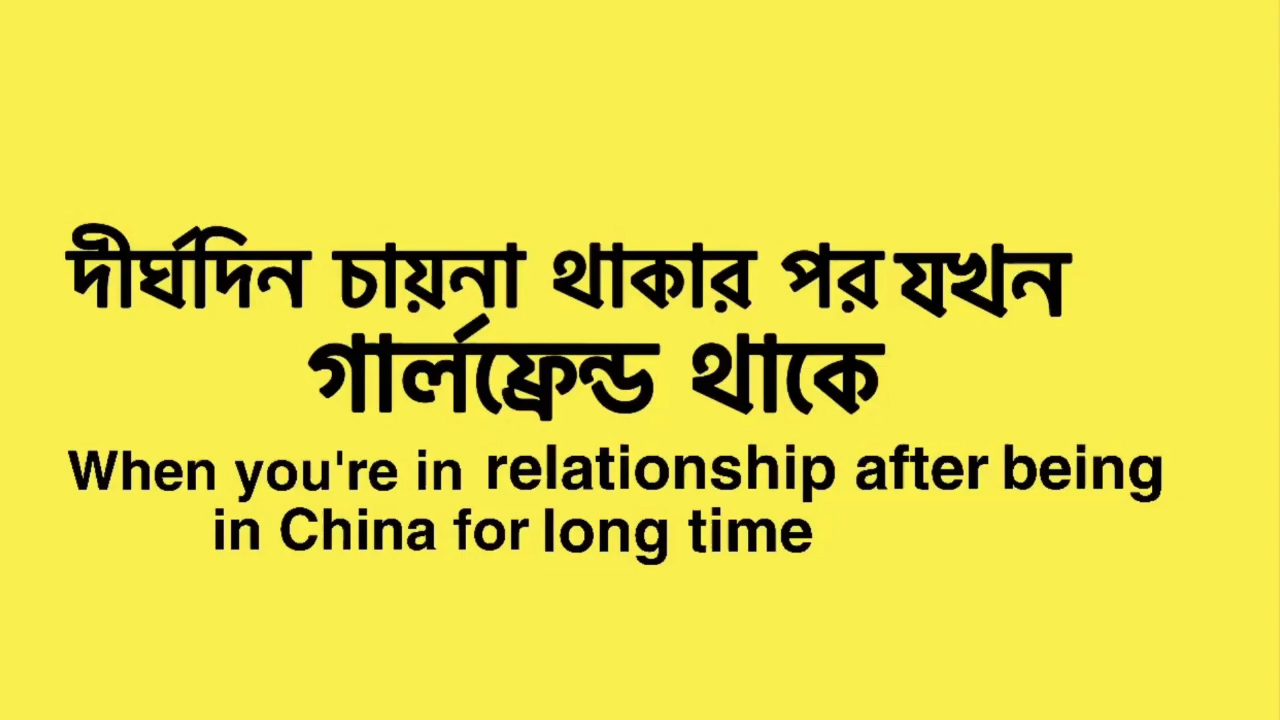 দীর্ঘদিন চায়না থাকার পর যখন
গার্লফ্রেন্ড থাকে
When you're in relationship after being
in China for long time